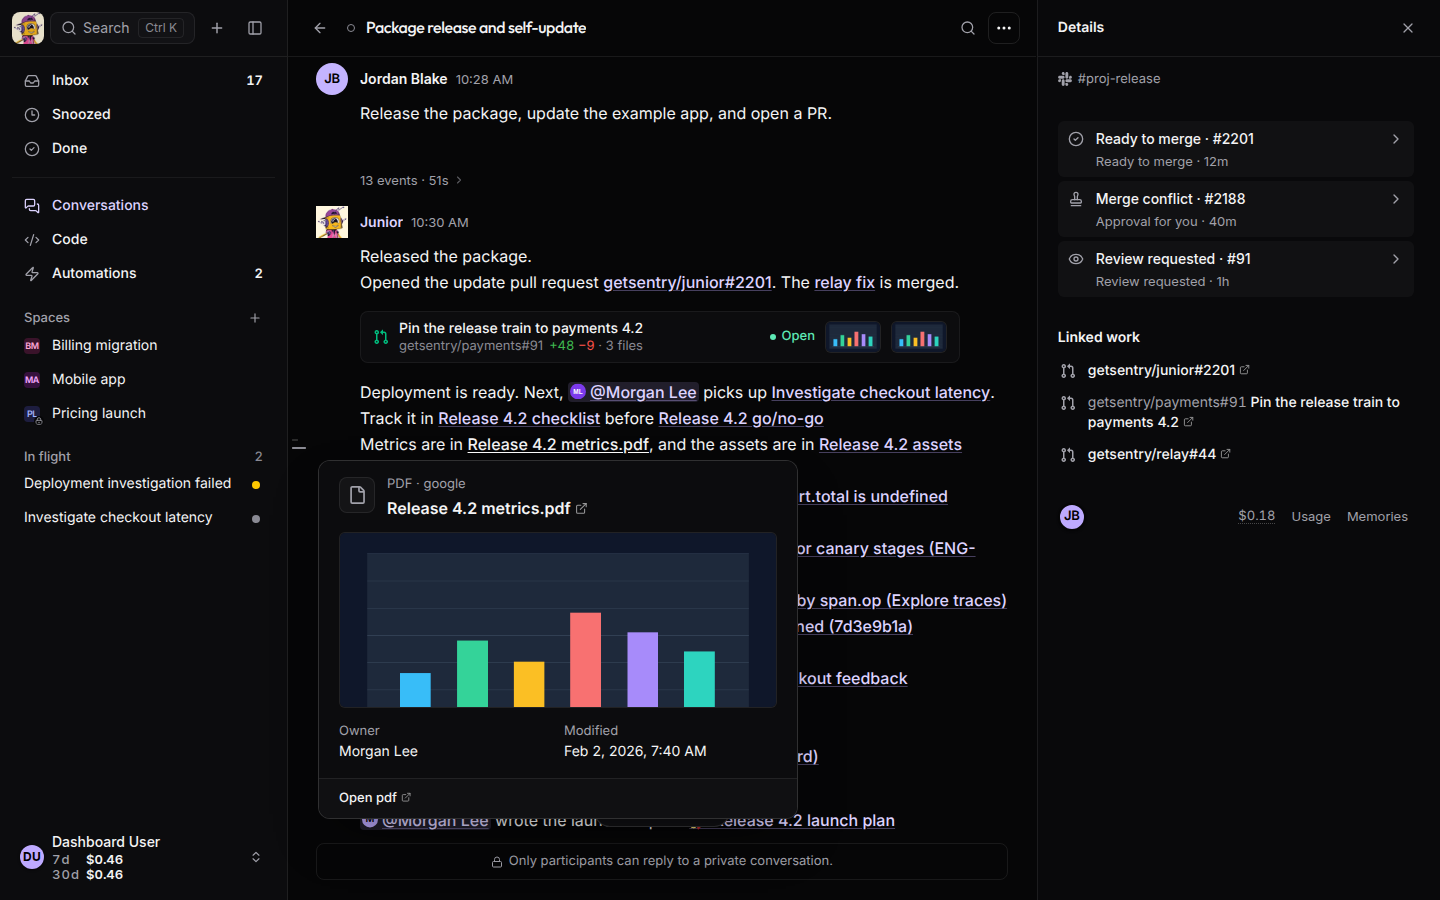 Search Ctrl K
Inbox 17
Snoozed
Done
Conversations
Code
Automations 2
Spaces
BM Billing migration
MA Mobile app
PL Pricing launch
In flight 2
Deployment investigation failed
Investigate checkout latency
DU Dashboard User
7d $0.46
30d $0.46
Package release and self-update
JB Jordan Blake 10:28 AM
Release the package, update the example app, and open a PR.
13 events · 51s
Junior 10:30 AM
Released the package.
Opened the update pull request getsentry/junior#2201. The relay fix is merged.
Pin the release train to payments 4.2
getsentry/payments#91 +48 −9 · 3 files
Open
Deployment is ready. Next, ML @Morgan Lee picks up Investigate checkout latency.
Track it in Release 4.2 checklist before Release 4.2 go/no-go
Metrics are in Release 4.2 metrics.pdf, and the assets are in Release 4.2 assets
PDF · google
Release 4.2 metrics.pdf
Owner
Morgan Lee
Modified
Feb 2, 2026, 7:40 AM
Open pdf
rt.total is undefined
or canary stages (ENG-
by span.op (Explore traces)
ned (7d3e9b1a)
kout feedback
rd)
@Morgan Lee wrote the laun
elease 4.2 launch plan
Only participants can reply to a private conversation.
Details
#proj-release
Ready to merge · #2201
Ready to merge · 12m
Merge conflict · #2188
Approval for you · 40m
Review requested · #91
Review requested · 1h
Linked work
getsentry/junior#2201
getsentry/payments#91 Pin the release train to
payments 4.2
getsentry/relay#44
JB $0.18 Usage Memories